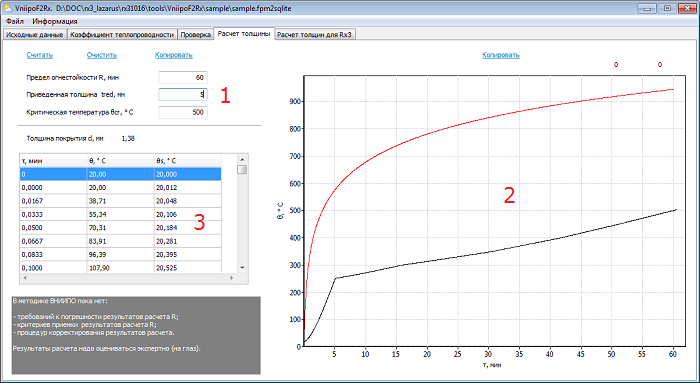 VniipoF2Rx. D:\DOC\nx3_lazarus\nx31016\tools\VniipoF2Rx\sample\sample.fpm2sqlite
Файл Информация
Исходные данные Коэффициент теплопроводности Проверка Расчет толщины Расчет толщин для Rx3
Считать Очистить Копировать
Предел огнестойкости R, мин 60
Приведенная толщина tred, мм 5
Критическая температура θcr, ° С 500
1
Толщина покрытия d, мм 1,38
τ, мин θ, ° C θs, ° C
0 20,00 20,000
0,0000 20,00 20,012
0,0167 38,71 20,048
0,0333 55,34 20,106
0,0500 70,31 20,184
0,0667 83,91 20,281
0,0833 96,39 20,395
0,1000 107,90 20,525
3
В методике ВНИИПО пока нет:
- требований к погрешности результатов расчета R;
- критериев приемки результатов расчета R;
- процедур корректирования результатов расчета.
Результаты расчета надо оцениваться экспертно (на глаз).
Копировать
0 0
900
800
700
600
500
400
300
200
100
0
θ, ° C
2
5 10 15 20 25 30 35 40 45 50 55 60
τ, мин